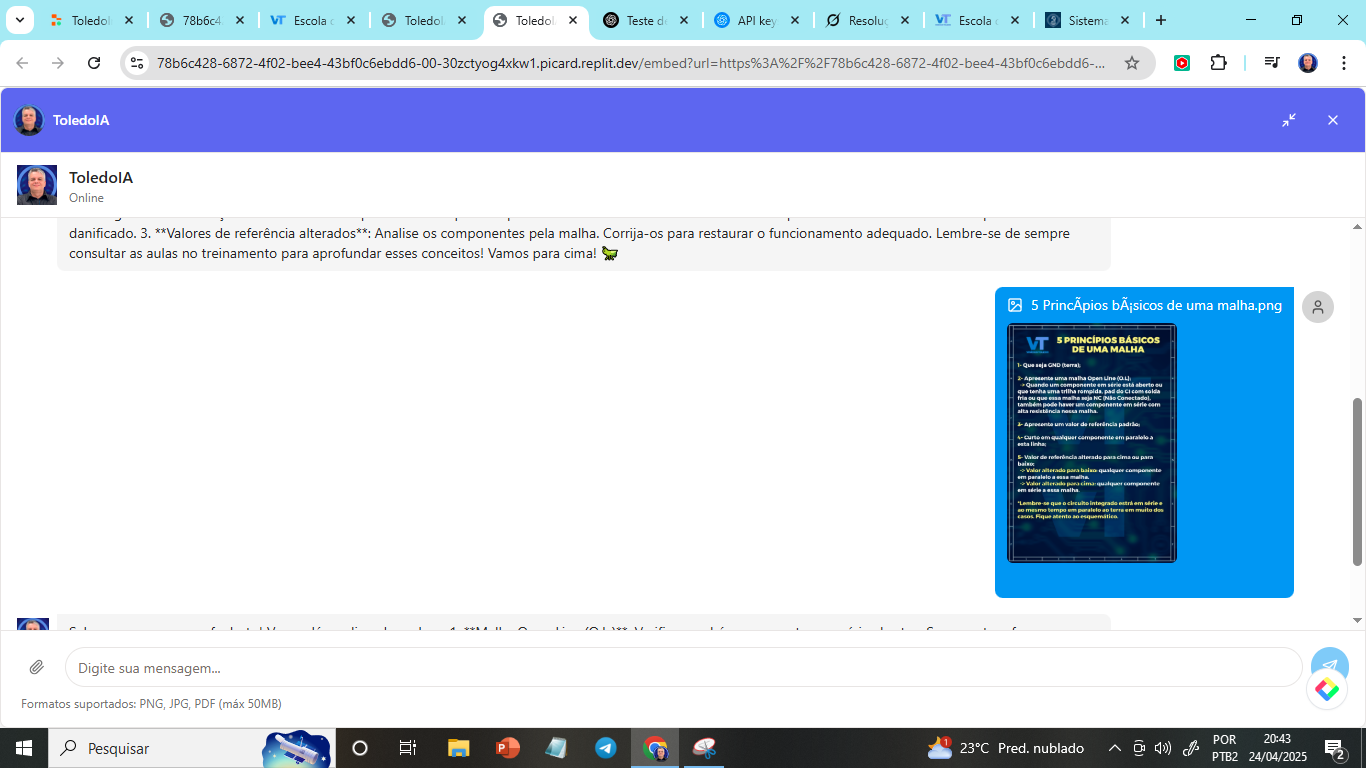 Toledo
78b6c4
Escola
Toledol
Toledol
Teste d
API key
Resolu
Escola
Sistema
78b6c428-6872-4f02-bee4-43bf0c6ebdd6-00-30zctyog4xkw1.picard.replit.dev/embed?url=https%3A%2F%2F78b6c428-6872-4f02-bee4-43bf0c6ebdd6-...
ToledoIA
ToledoIA
Online
danificado. 3. **Valores de referência alterados**: Analise os componentes pela malha. Corrija-os para restaurar o funcionamento adequado. Lembre-se de sempre
consultar as aulas no treinamento para aprofundar esses conceitos! Vamos para cima! 🦗
5 PrincÃpios bÃ¡sicos de uma malha.png
VT 5 PRINCÍPIOS BÁSICOS
DE UMA MALHA
1- Que seja GND (terra);
2- Apresente uma malha Open Line (O.L);
-> Quando um componente em série está aberto ou
que tenha uma trilha rompida, pad do CI com solda
fria ou que essa malha seja NC (Não Conectado),
também pode haver um componente em série com
alta resistência nessa malha.
3- Apresente um valor de referência padrão;
4- Curto em qualquer componente em paralelo a
esta linha;
5- Valor de referência alterado para cima ou para
baixo;
-> Valor alterado para baixo: qualquer componente
em paralelo a essa malha.
-> Valor alterado para cima: qualquer componente
em série a essa malha.
*Lembre-se que o circuito integrado estrá em série e
ao mesmo tempo em paralelo ao terra em muito dos
casos. Fique atento ao esquemático.
Digite sua mensagem...
Formatos suportados: PNG, JPG, PDF (máx 50MB)
Pesquisar
1
23°C Pred. nublado
POR
PTB2
20:43
24/04/2025
2